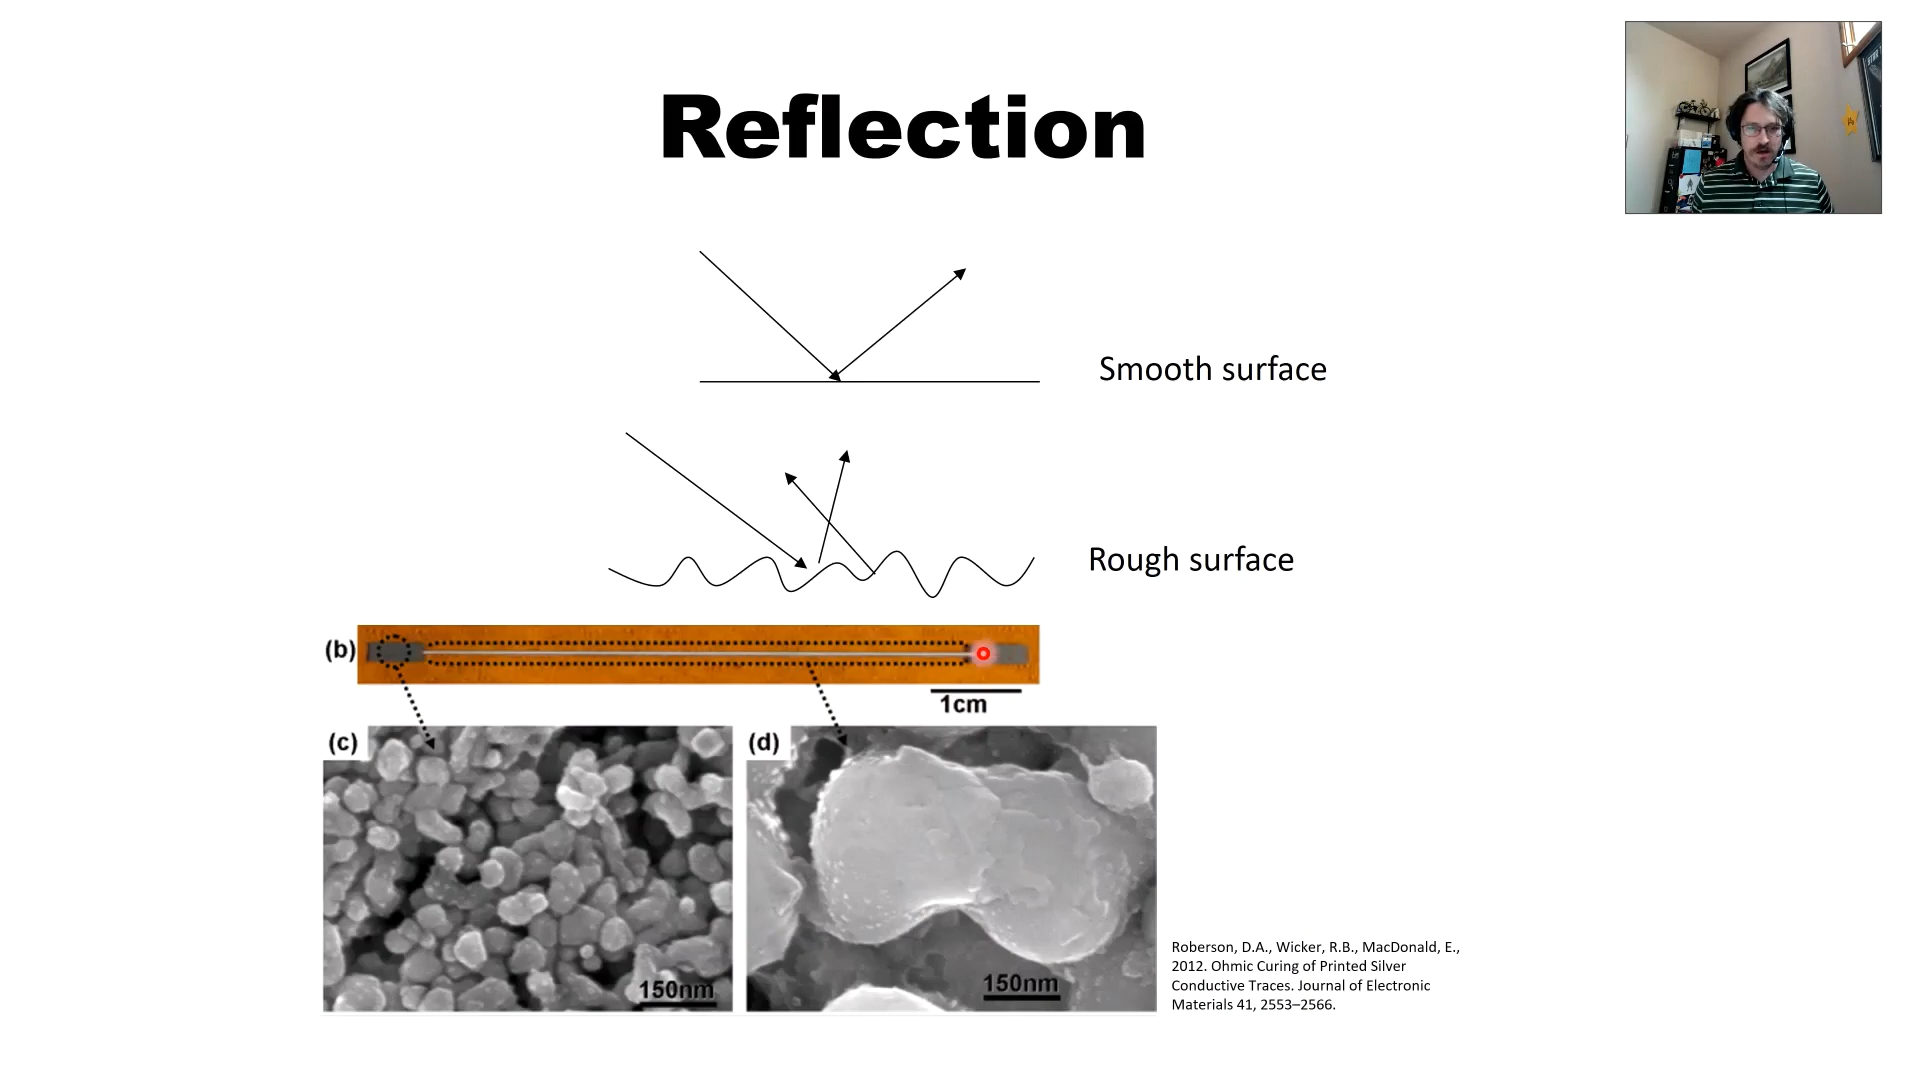 Reflection
Smooth surface
Rough surface
(b)
1cm
(c)
(d)
150nm
150nm
Roberson, D.A., Wicker, R.B., MacDonald, E.,
2012. Ohmic Curing of Printed Silver
Conductive Traces. Journal of Electronic
Materials 41, 2553–2566.